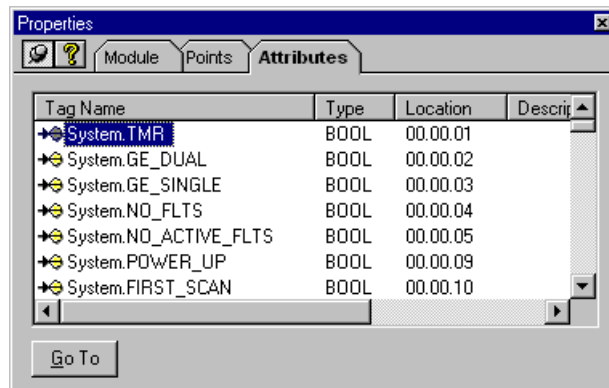 Properties
Module Points Attributes
Tag Name Type Location Descrip
System.TMR BOOL 00.00.01
System.GE_DUAL BOOL 00.00.02
System.GE_SINGLE BOOL 00.00.03
System.NO_FLTS BOOL 00.00.04
System.NO_ACTIVE_FLTS BOOL 00.00.05
System.POWER_UP BOOL 00.00.09
System.FIRST_SCAN BOOL 00.00.10
Go To